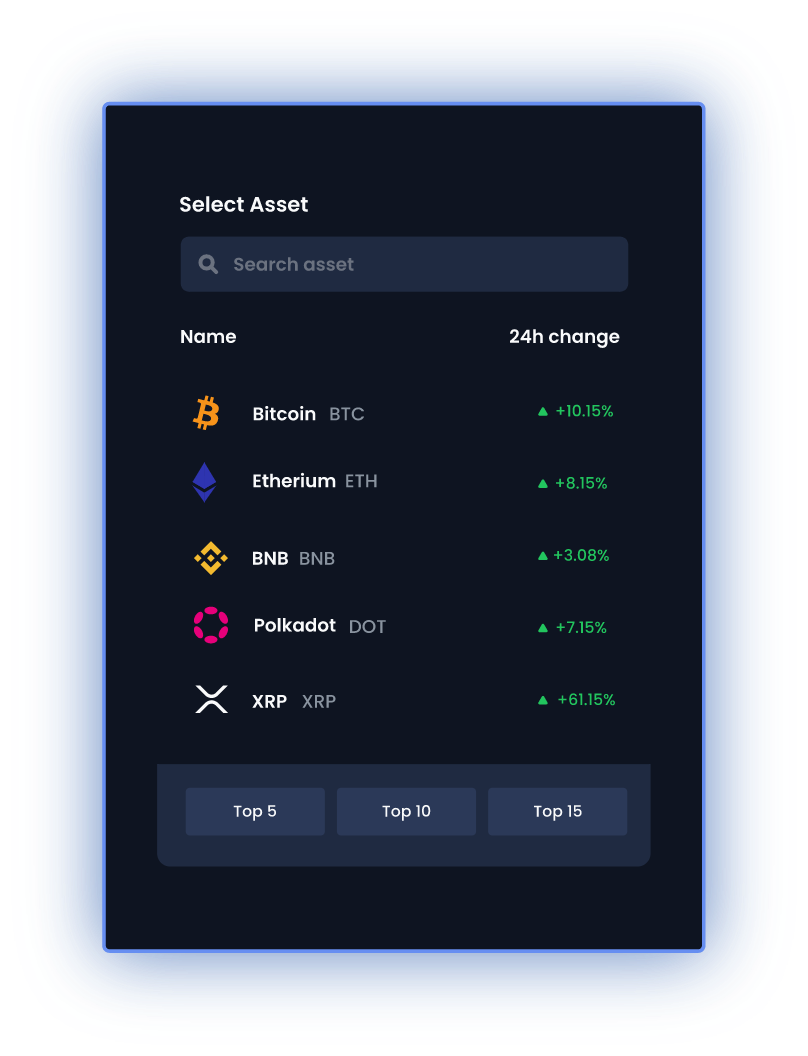 Select Asset
Search asset
Name 24h change
Bitcoin BTC +10.15%
Etherium ETH +8.15%
BNB BNB +3.08%
Polkadot DOT +7.15%
XRP XRP +61.15%
Top 5 Top 10 Top 15